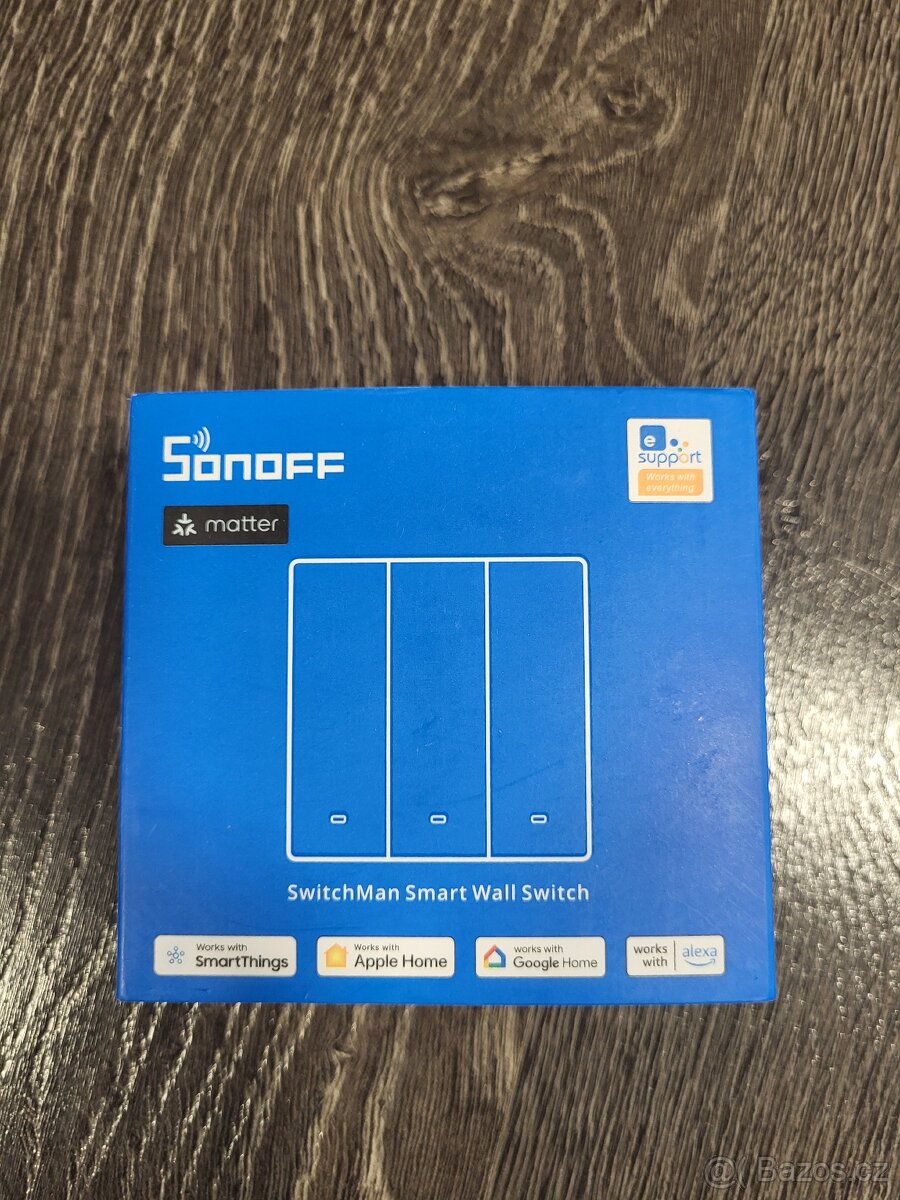 SONOFF
matter
e
support
Works with
everything
SwitchMan Smart Wall Switch
Works with
SmartThings
Works with
Apple Home
works with
Google Home
works
with
alexa
@ Bazos.cz